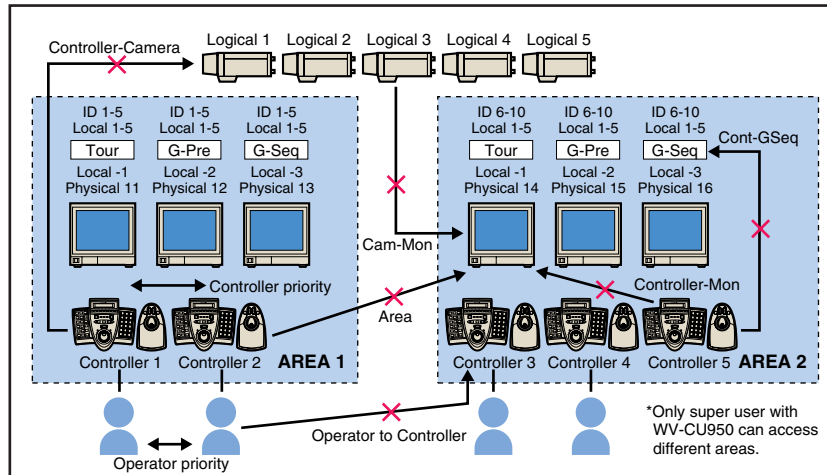 Controller-Camera
Logical 1
Logical 2
Logical 3
Logical 4
Logical 5
ID 1-5
Local 1-5
Tour
Local -1
Physical 11
ID 1-5
Local 1-5
G-Pre
Local -2
Physical 12
ID 1-5
Local 1-5
G-Seq
Local -3
Physical 13
ID 6-10
Local 1-5
Tour
Local -1
Physical 14
ID 6-10
Local 1-5
G-Pre
Local -2
Physical 15
ID 6-10
Local 1-5
G-Seq
Local -3
Physical 16
Cont-GSeq
Cam-Mon
Controller priority
Area
Controller-Mon
Controller 1
Controller 2
AREA 1
Controller 3
Controller 4
Controller 5
AREA 2
Operator priority
Operator to Controller
*Only super user with
WV-CU950 can access
different areas.